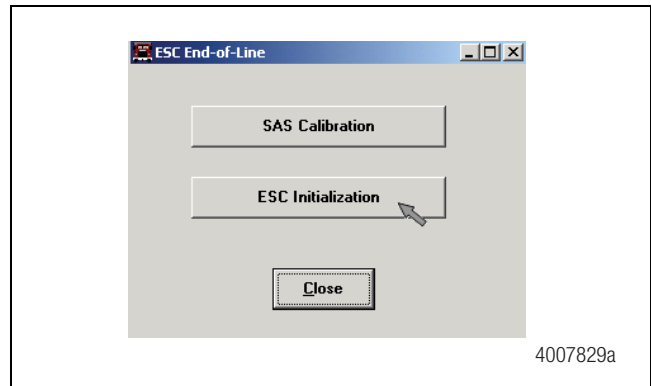 ESC End-of-Line
SAS Calibration
ESC Initialization
Close
4007829a